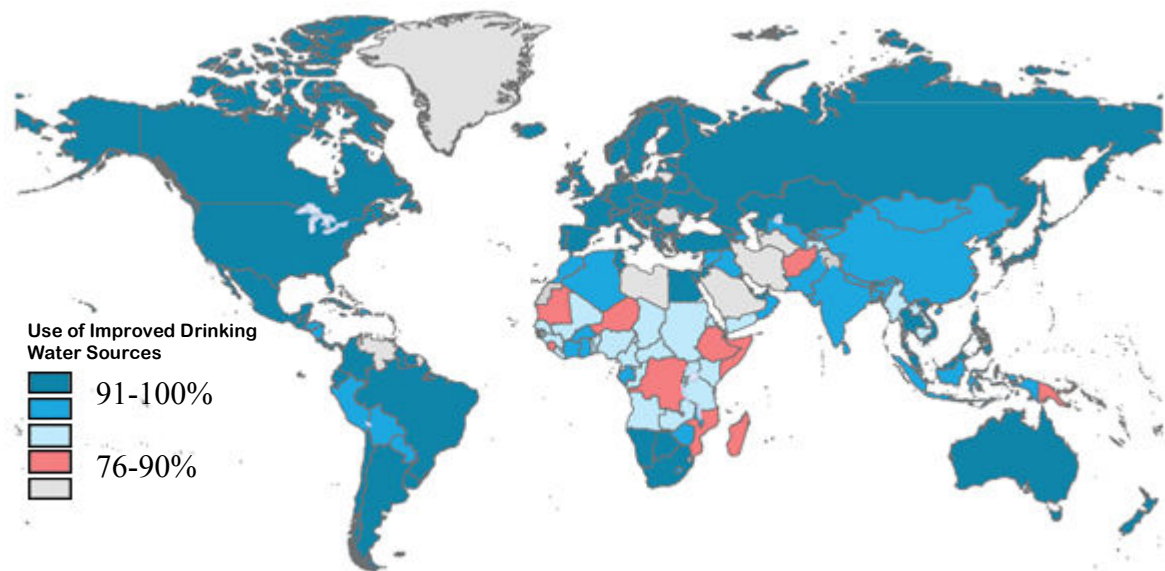 Use of Improved Drinking
Water Sources
91-100%
76-90%